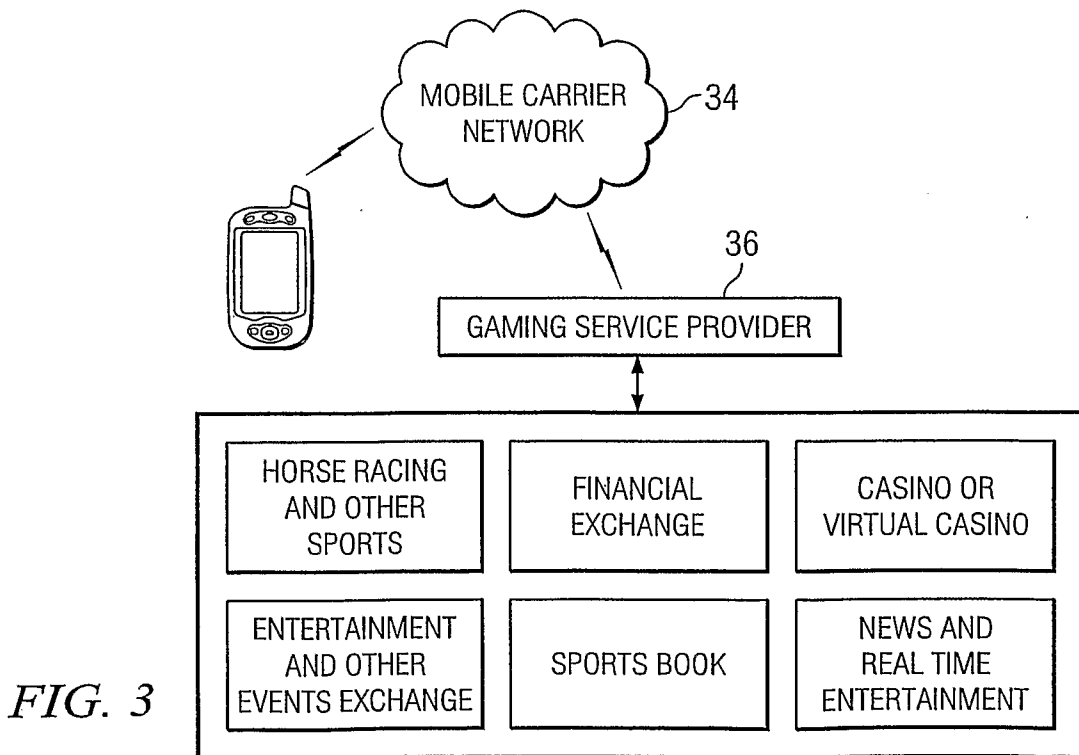 MOBILE CARRIER
NETWORK
34
36
GAMING SERVICE PROVIDER
HORSE RACING
AND OTHER
SPORTS
FINANCIAL
EXCHANGE
CASINO OR
VIRTUAL CASINO
ENTERTAINMENT
AND OTHER
EVENTS EXCHANGE
SPORTS BOOK
NEWS AND
REAL TIME
ENTERTAINMENT
FIG. 3